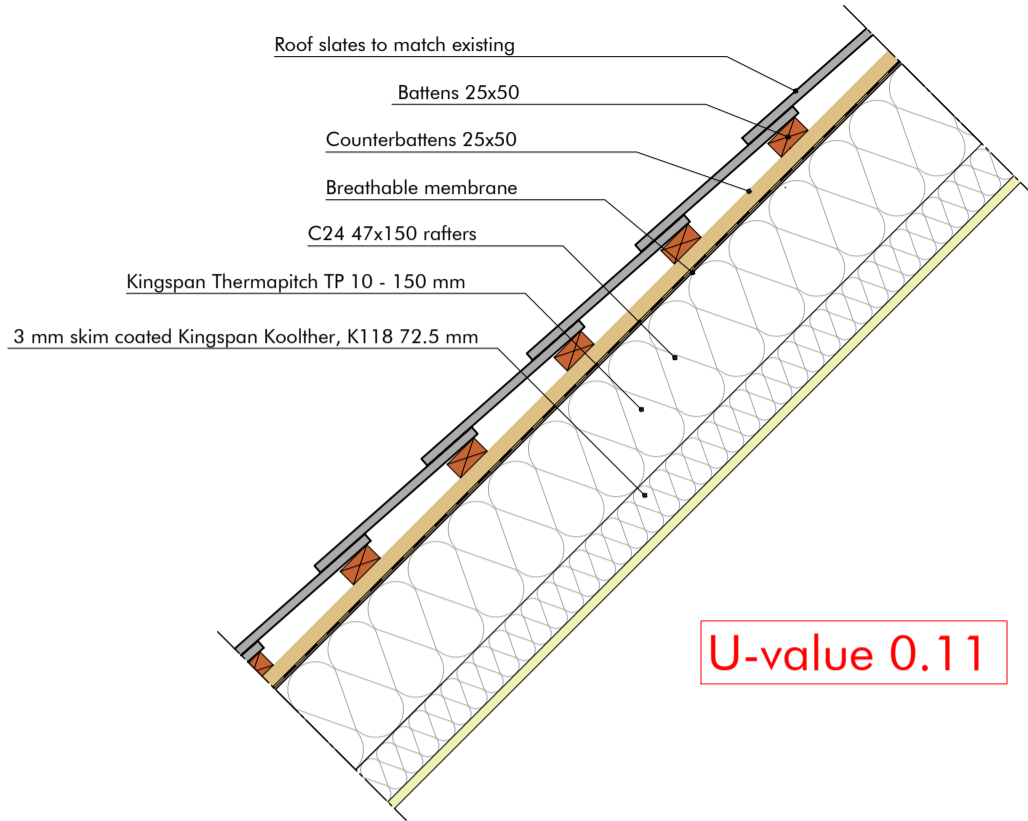 Roof slates to match existing
Battens 25x50
Counterbattens 25x50
Breathable membrane
C24 47x150 rafters
Kingspan Thermapitch TP 10 - 150 mm
3 mm skim coated Kingspan Koolther, K118 72.5 mm
U-value 0.11